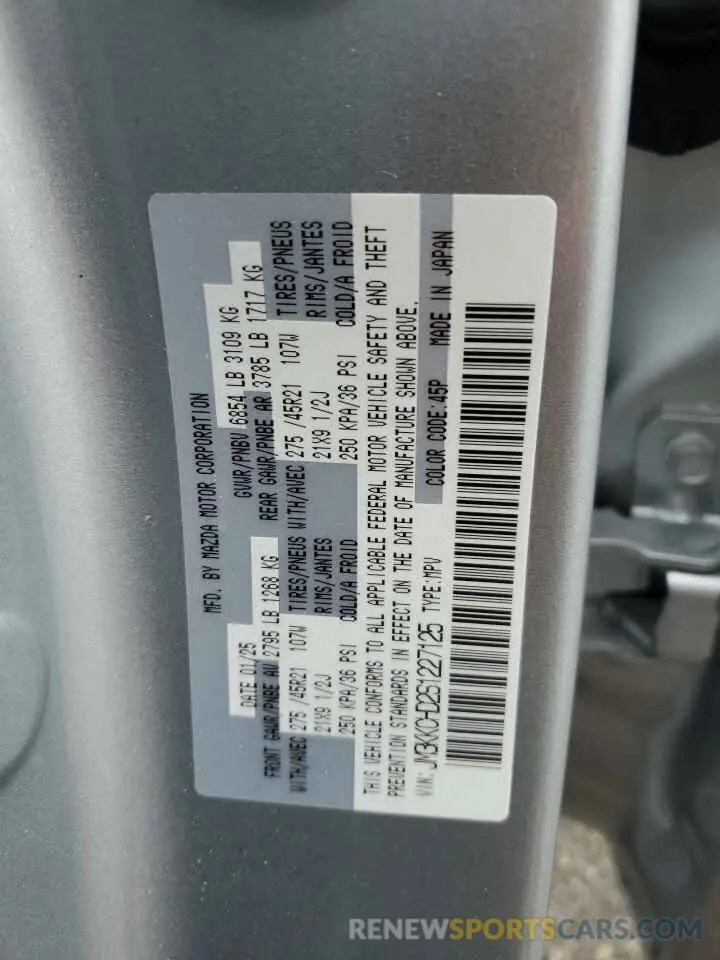 MFD. BY MAZDA MOTOR CORPORATION
DATE 01/25 GVWR/PNBV 6854 LB 3109 KG
FRONT GAWR/PNBE AV 2795 LB 1268 KG REAR GAWR/PNBE AR 3785 LB 1717 KG
WITH/AVEC 275 /45R21 107W TIRES/PNEUS WITH/AVEC 275 /45R21 107W TIRES/PNEUS
21X9 1/2J RIMS/JANTES 21X9 1/2J RIMS/JANTES
250 KPA/36 PSI COLD/A FROID 250 KPA/36 PSI COLD/A FROID
THIS VEHICLE CONFORMS TO ALL APPLICABLE FEDERAL MOTOR VEHICLE SAFETY AND THEFT
PREVENTION STANDARDS IN EFFECT ON THE DATE OF MANUFACTURE SHOWN ABOVE.
VIN: JM3KKCHD2S1227125 TYPE:MPV COLOR CODE:45P MADE IN JAPAN
RENEWSPORTSCARS.COM